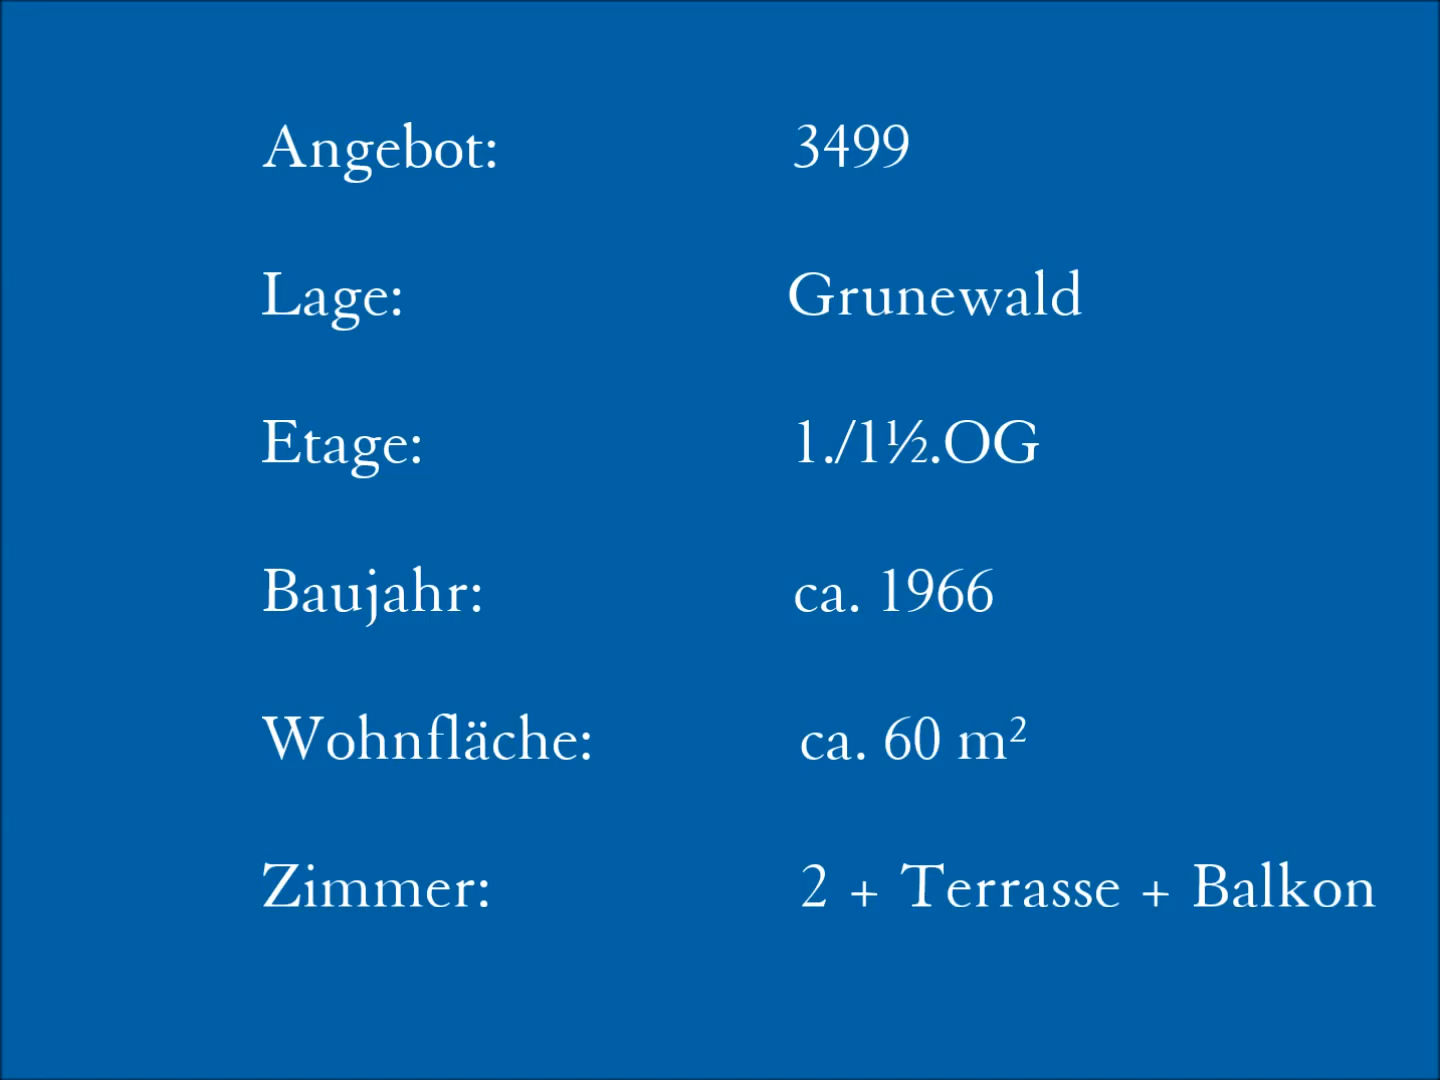 Angebot: 3499
Lage: Grunewald
Etage: 1./1½.OG
Baujahr: ca. 1966
Wohnfläche: ca. 60 m²
Zimmer: 2 + Terrasse + Balkon